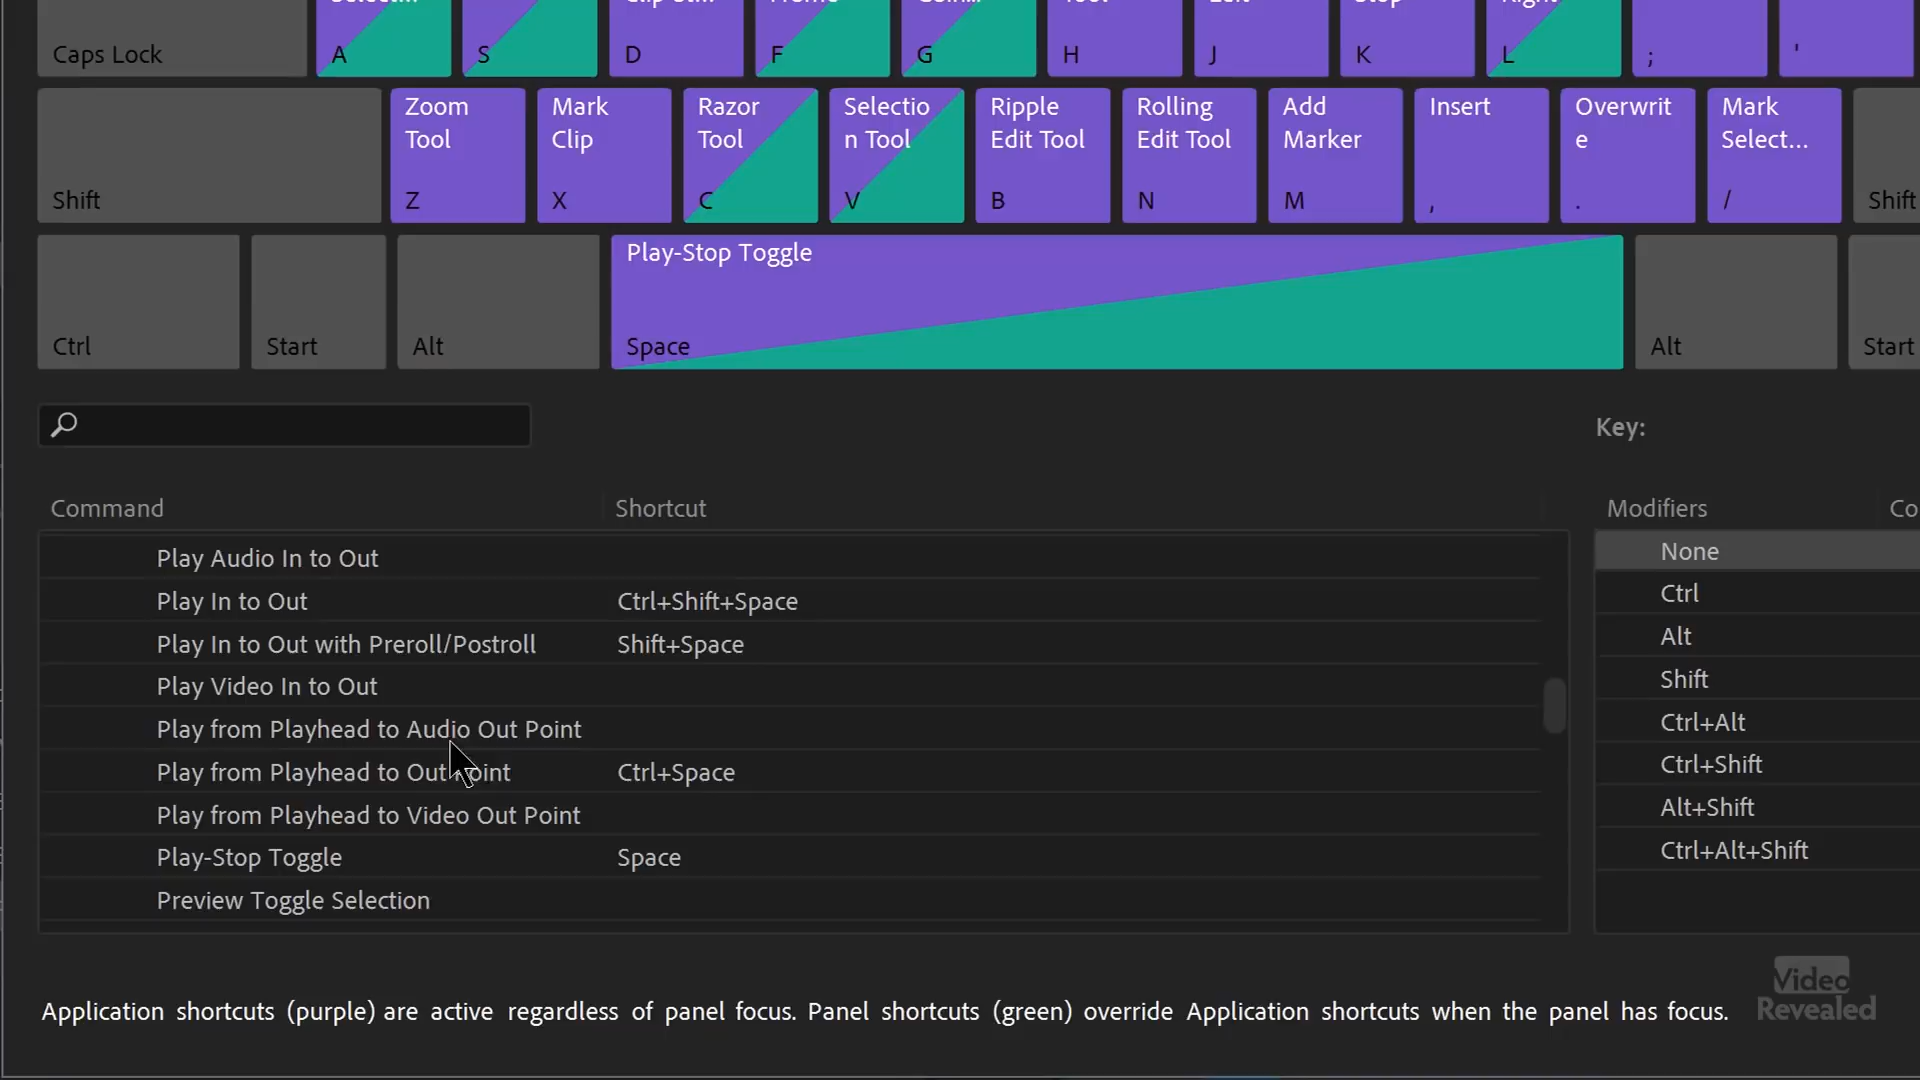 Caps Lock A S D F G H J K L ; '
Zoom Tool Mark Clip Razor Tool Selectio n Tool Ripple Edit Tool Rolling Edit Tool Add Marker Insert Overwrit e Mark Select...
Shift Z X C V B N M , . / Shift
Play-Stop Toggle
Ctrl Start Alt Space Alt Start
Key:
Command Shortcut Modifiers Co
Play Audio In to Out None
Play In to Out Ctrl+Shift+Space Ctrl
Play In to Out with Preroll/Postroll Shift+Space Alt
Play Video In to Out Shift
Play from Playhead to Audio Out Point Ctrl+Alt
Play from Playhead to Out Point Ctrl+Space Ctrl+Shift
Play from Playhead to Video Out Point Alt+Shift
Play-Stop Toggle Space Ctrl+Alt+Shift
Preview Toggle Selection
Application shortcuts (purple) are active regardless of panel focus. Panel shortcuts (green) override Application shortcuts when the panel has focus.
Video
Revealed